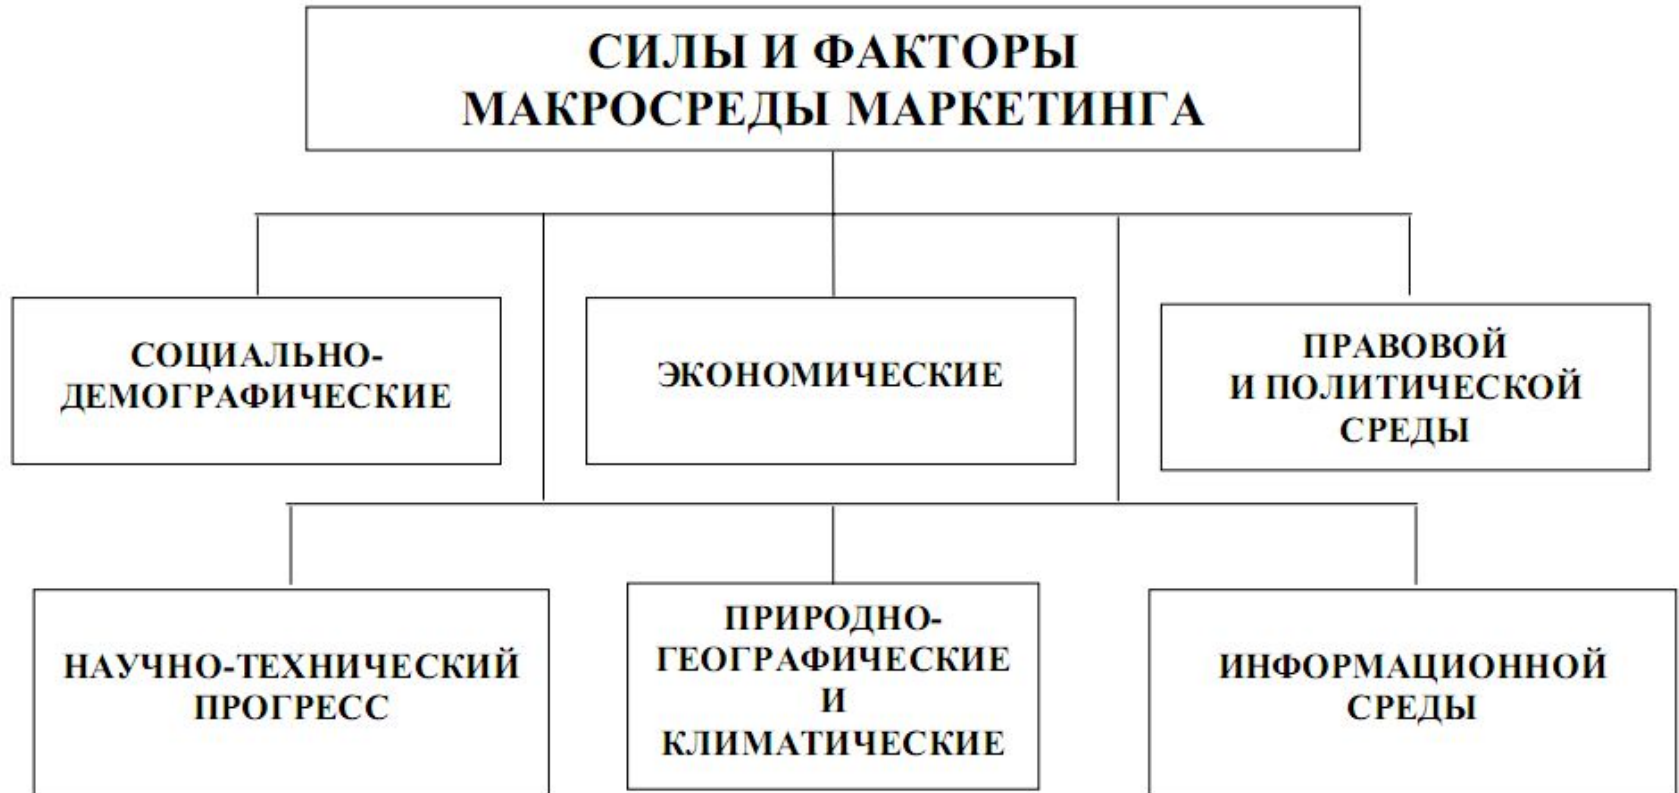 СИЛЫ И ФАКТОРЫ
МАКРОСРЕДЫ МАРКЕТИНГА
СОЦИАЛЬНО-
ДЕМОГРАФИЧЕСКИЕ
ЭКОНОМИЧЕСКИЕ
ПРАВОВОЙ
И ПОЛИТИЧЕСКОЙ
СРЕДЫ
НАУЧНО-ТЕХНИЧЕСКИЙ
ПРОГРЕСС
ПРИРОДНО-
ГЕОГРАФИЧЕСКИЕ
И
КЛИМАТИЧЕСКИЕ
ИНФОРМАЦИОННОЙ
СРЕДЫ